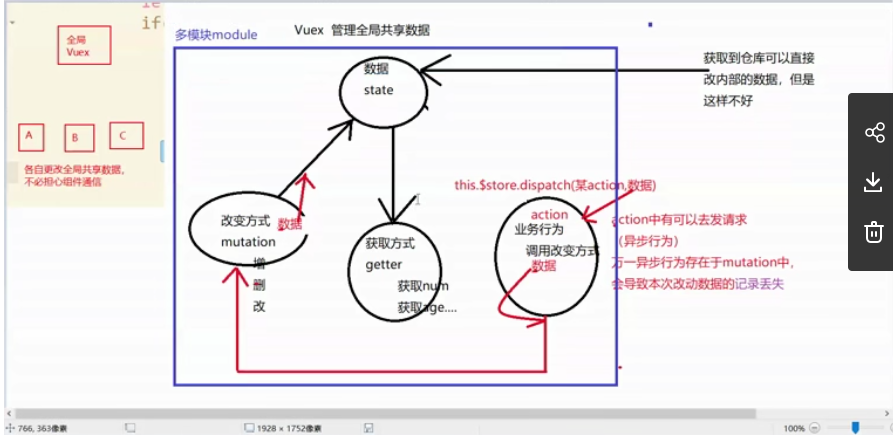 if
全局
Vuex
A
B
C
各自更改全局共享数据,
不必担心组件通信
多模块module
Vuex 管理全局共享数据
数据
state
获取到仓库可以直接
改内部的数据，但是
这样不好
this.$store.dispatch(某action,数据)
改变方式
数据
mutation
增
删
改
获取方式
getter
获取num
获取age....
action
业务行为
调用改变方式
数据
action中有可以去发请求
（异步行为）
万一异步行为存在于mutation中,
会导致本次改动数据的记录丢失
766, 363像素
1928 × 1752像素
100%